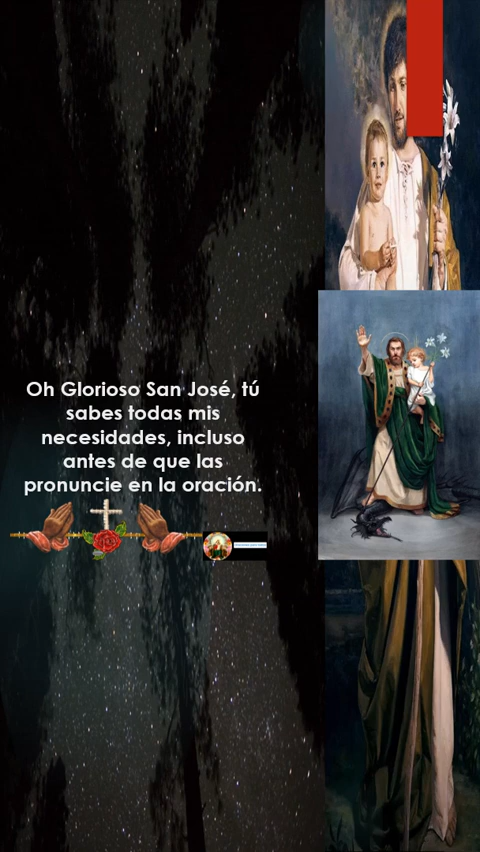 Oh Glorioso San José, tú
sabes todas mis
necesidades, incluso
antes de que las
pronuncie en la oración.